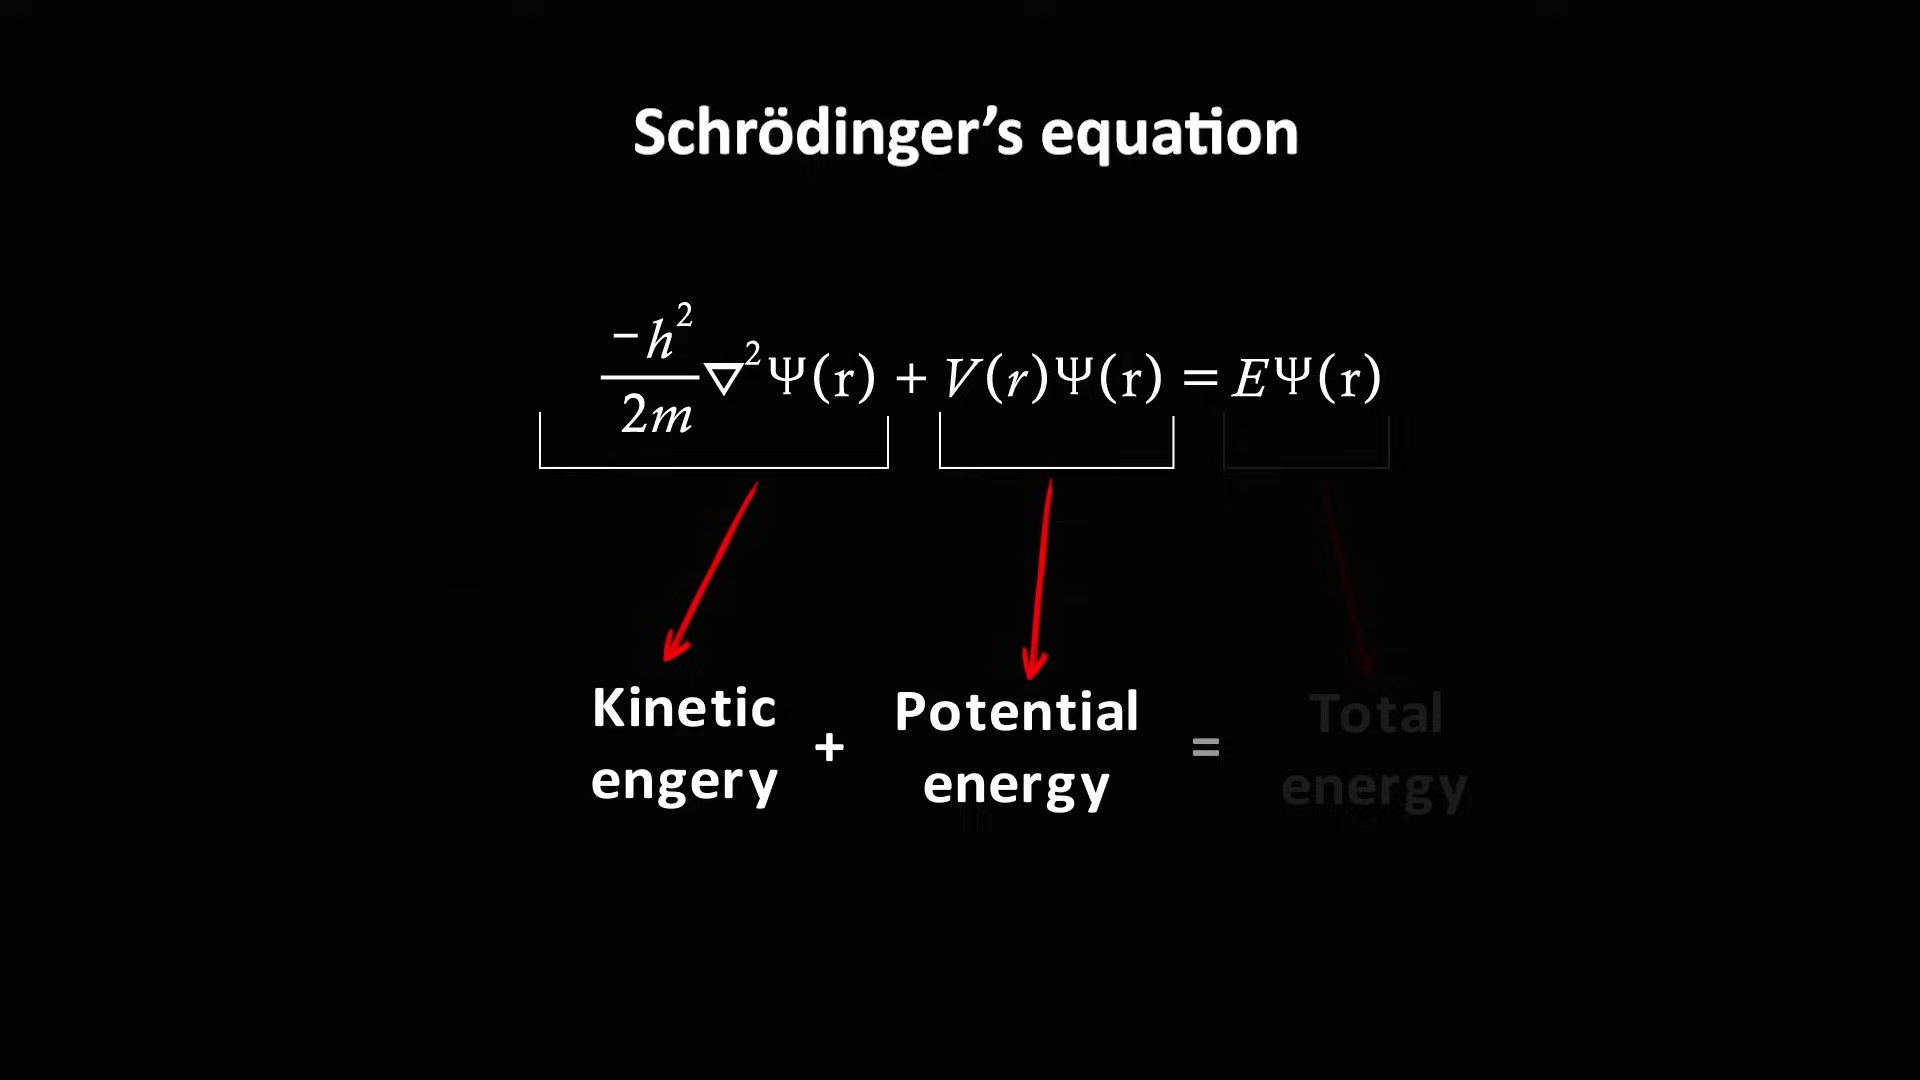 Schrödinger’s equation
−h²/2m ∇²Ψ(r) + V(r)Ψ(r) = EΨ(r)
Kinetic engery + Potential energy = Total energy